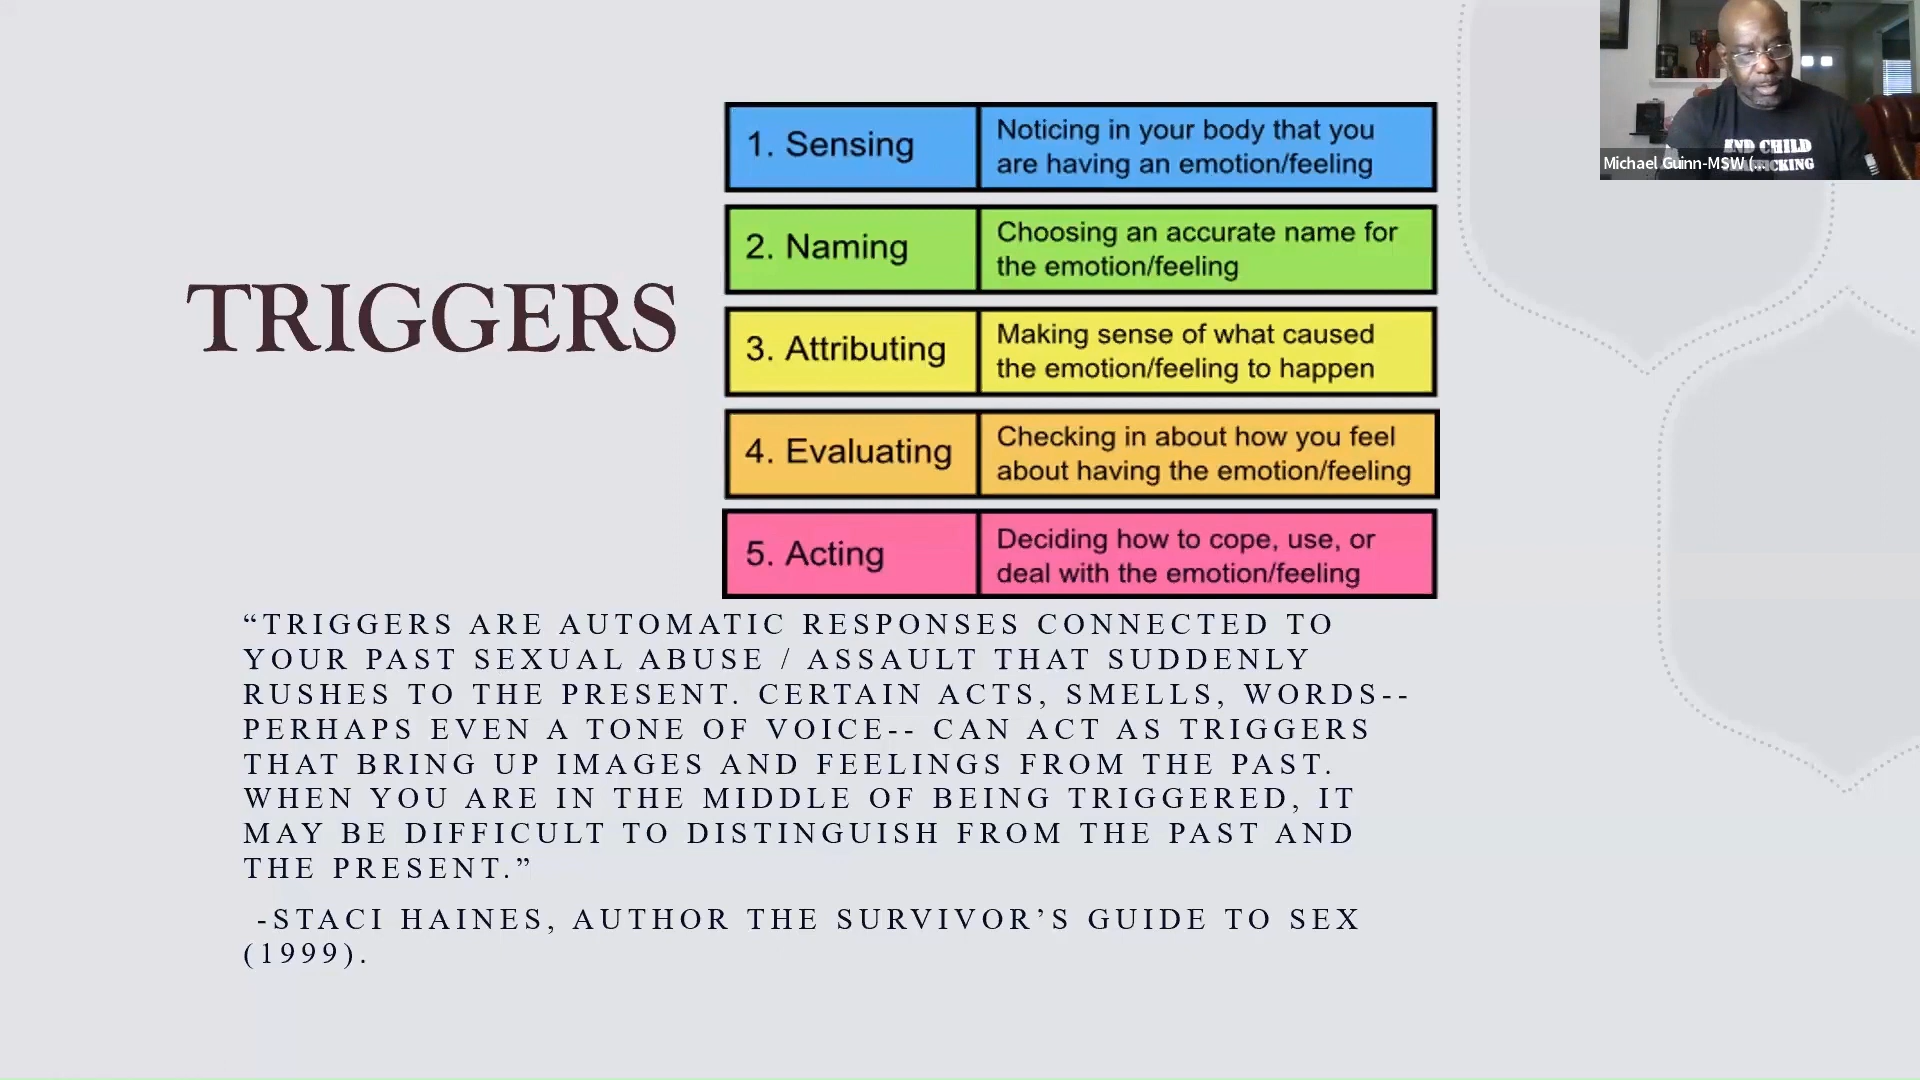 TRIGGERS
1. Sensing
Noticing in your body that you
are having an emotion/feeling
2. Naming
Choosing an accurate name for
the emotion/feeling
3. Attributing
Making sense of what caused
the emotion/feeling to happen
4. Evaluating
Checking in about how you feel
about having the emotion/feeling
5. Acting
Deciding how to cope, use, or
deal with the emotion/feeling
“TRIGGERS ARE AUTOMATIC RESPONSES CONNECTED TO
YOUR PAST SEXUAL ABUSE / ASSAULT THAT SUDDENLY
RUSHES TO THE PRESENT. CERTAIN ACTS, SMELLS, WORDS--
PERHAPS EVEN A TONE OF VOICE-- CAN ACT AS TRIGGERS
THAT BRING UP IMAGES AND FEELINGS FROM THE PAST.
WHEN YOU ARE IN THE MIDDLE OF BEING TRIGGERED, IT
MAY BE DIFFICULT TO DISTINGUISH FROM THE PAST AND
THE PRESENT.”
-STACI HAINES, AUTHOR THE SURVIVOR’S GUIDE TO SEX
(1999).
END CHILD
Michael Guinn-MSW (...